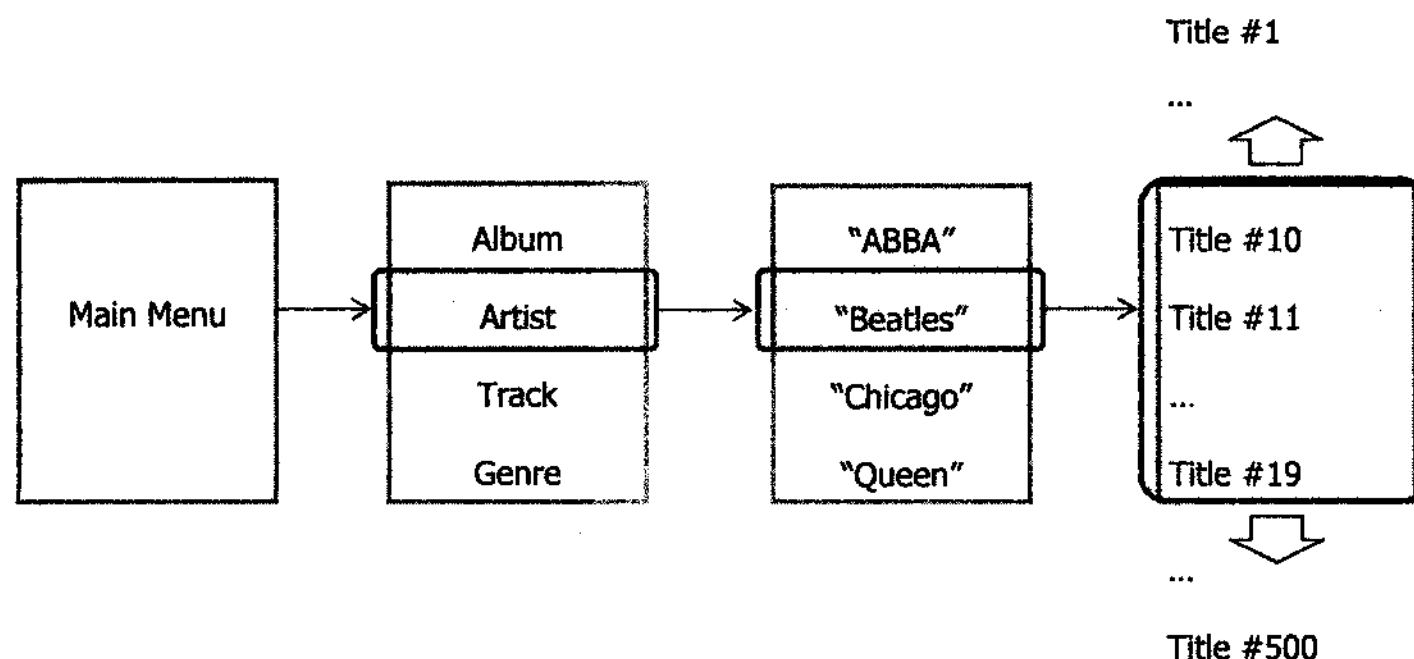 Main Menu
Album
Artist
Track
Genre
“ABBA”
“Beatles”
“Chicago”
“Queen”
Title #1
...
Title #10
Title #11
...
Title #19
...
Title #500